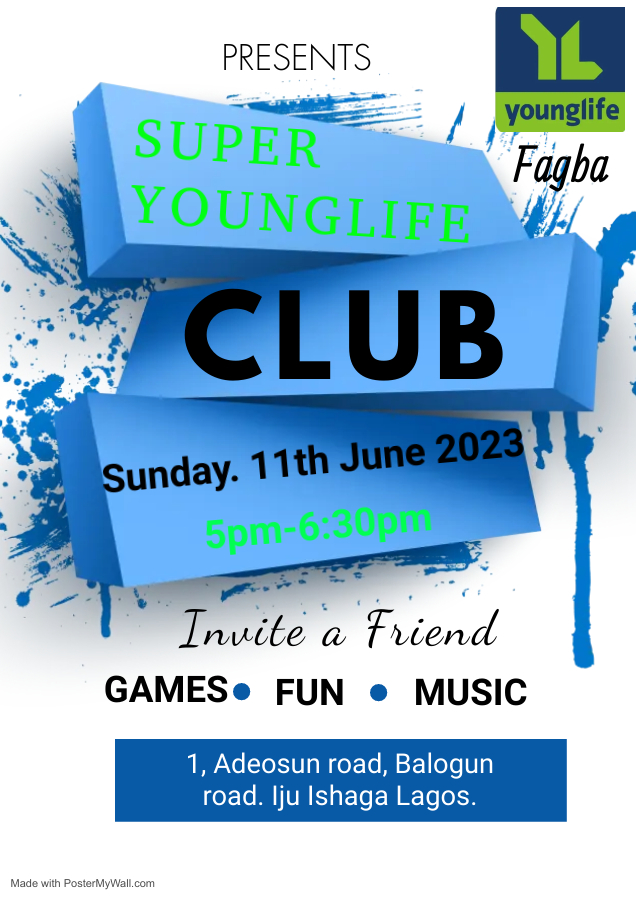 PRESENTS
YL
younglife
Fagba
SUPER
YOUNGLIFE
CLUB
Sunday. 11th June 2023
5pm-6:30pm
Invite a Friend
GAMES • FUN • MUSIC
1, Adeosun road, Balogun
road. Iju Ishaga Lagos.
Made with PosterMyWall.com